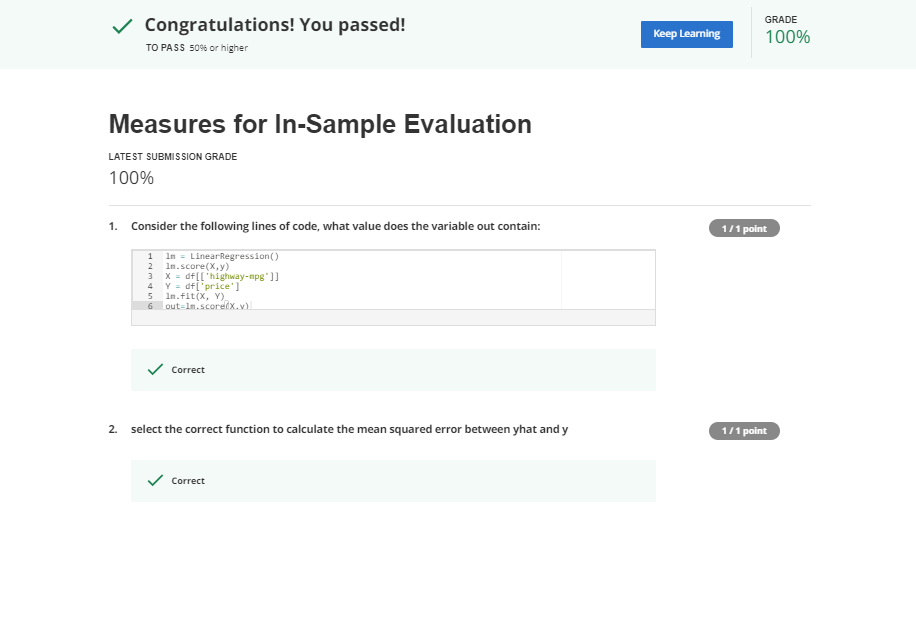 Congratulations! You passed!
TO PASS 50% or higher
Keep Learning
GRADE
100%
Measures for In-Sample Evaluation
LATEST SUBMISSION GRADE
100%
1. Consider the following lines of code, what value does the variable out contain:
1 / 1 point
1 lm = LinearRegression()
2 lm.score(X,y)
3 X = df[['highway-mpg']]
4 Y = df['price']
5 lm.fit(X, Y)
6 out=lm.score(X,y)
Correct
2. select the correct function to calculate the mean squared error between yhat and y
1 / 1 point
Correct